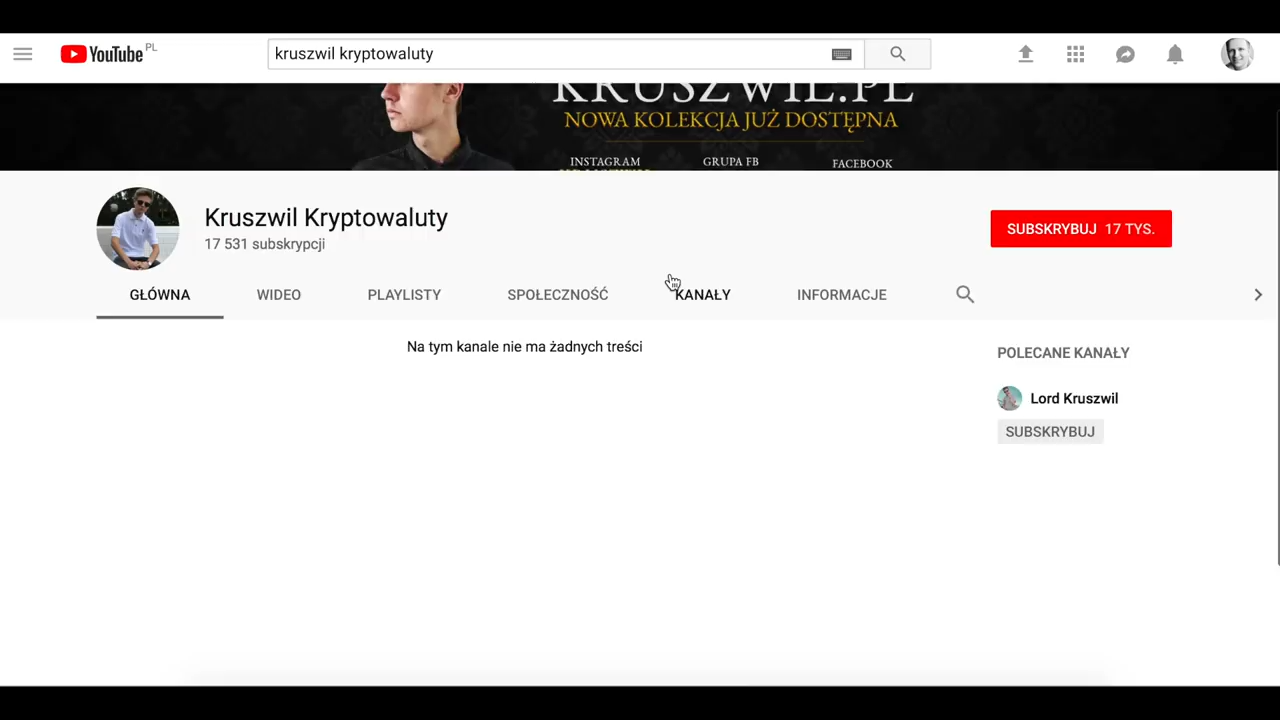 YouTube PL
kruszwil kryptowaluty
KRUSZWIL.PL
NOWA KOLEKCJA JUŻ DOSTĘPNA
INSTAGRAM GRUPA FB FACEBOOK
Kruszwil Kryptowaluty
17 531 subskrypcji
SUBSKRYBUJ 17 TYS.
GŁÓWNA WIDEO PLAYLISTY SPOŁECZNOŚĆ KANAŁY INFORMACJE
Na tym kanale nie ma żadnych treści
POLECANE KANAŁY
Lord Kruszwil
SUBSKRYBUJ